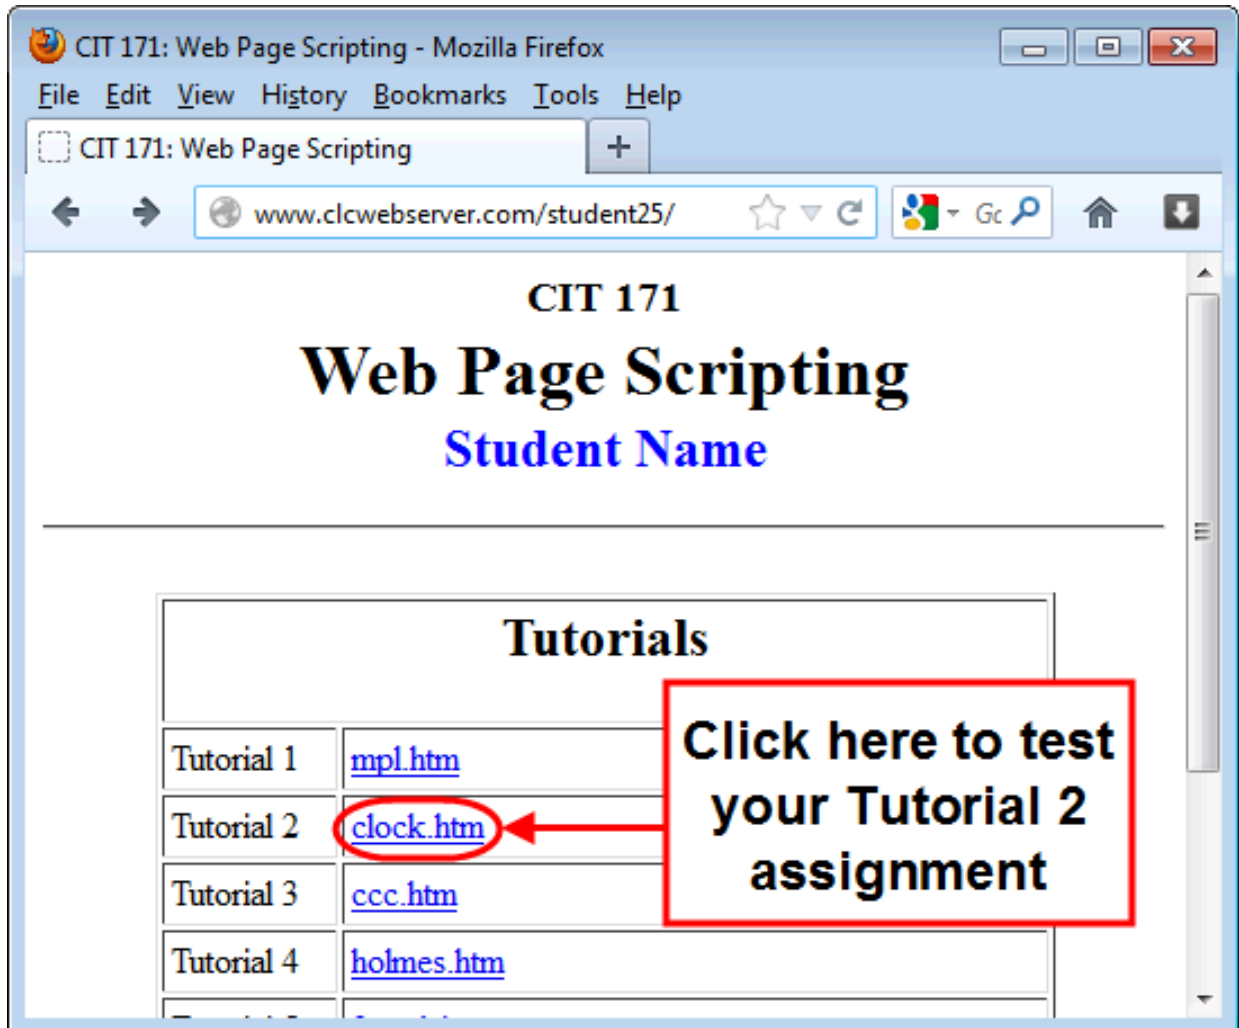 CIT 171: Web Page Scripting - Mozilla Firefox
File Edit View History Bookmarks Tools Help
CIT 171: Web Page Scripting +
www.clcwebserver.com/student25/
CIT 171
Web Page Scripting
Student Name
Tutorials
Tutorial 1 mpl.htm
Tutorial 2 clock.htm
Tutorial 3 ccc.htm
Tutorial 4 holmes.htm
Click here to test
your Tutorial 2
assignment